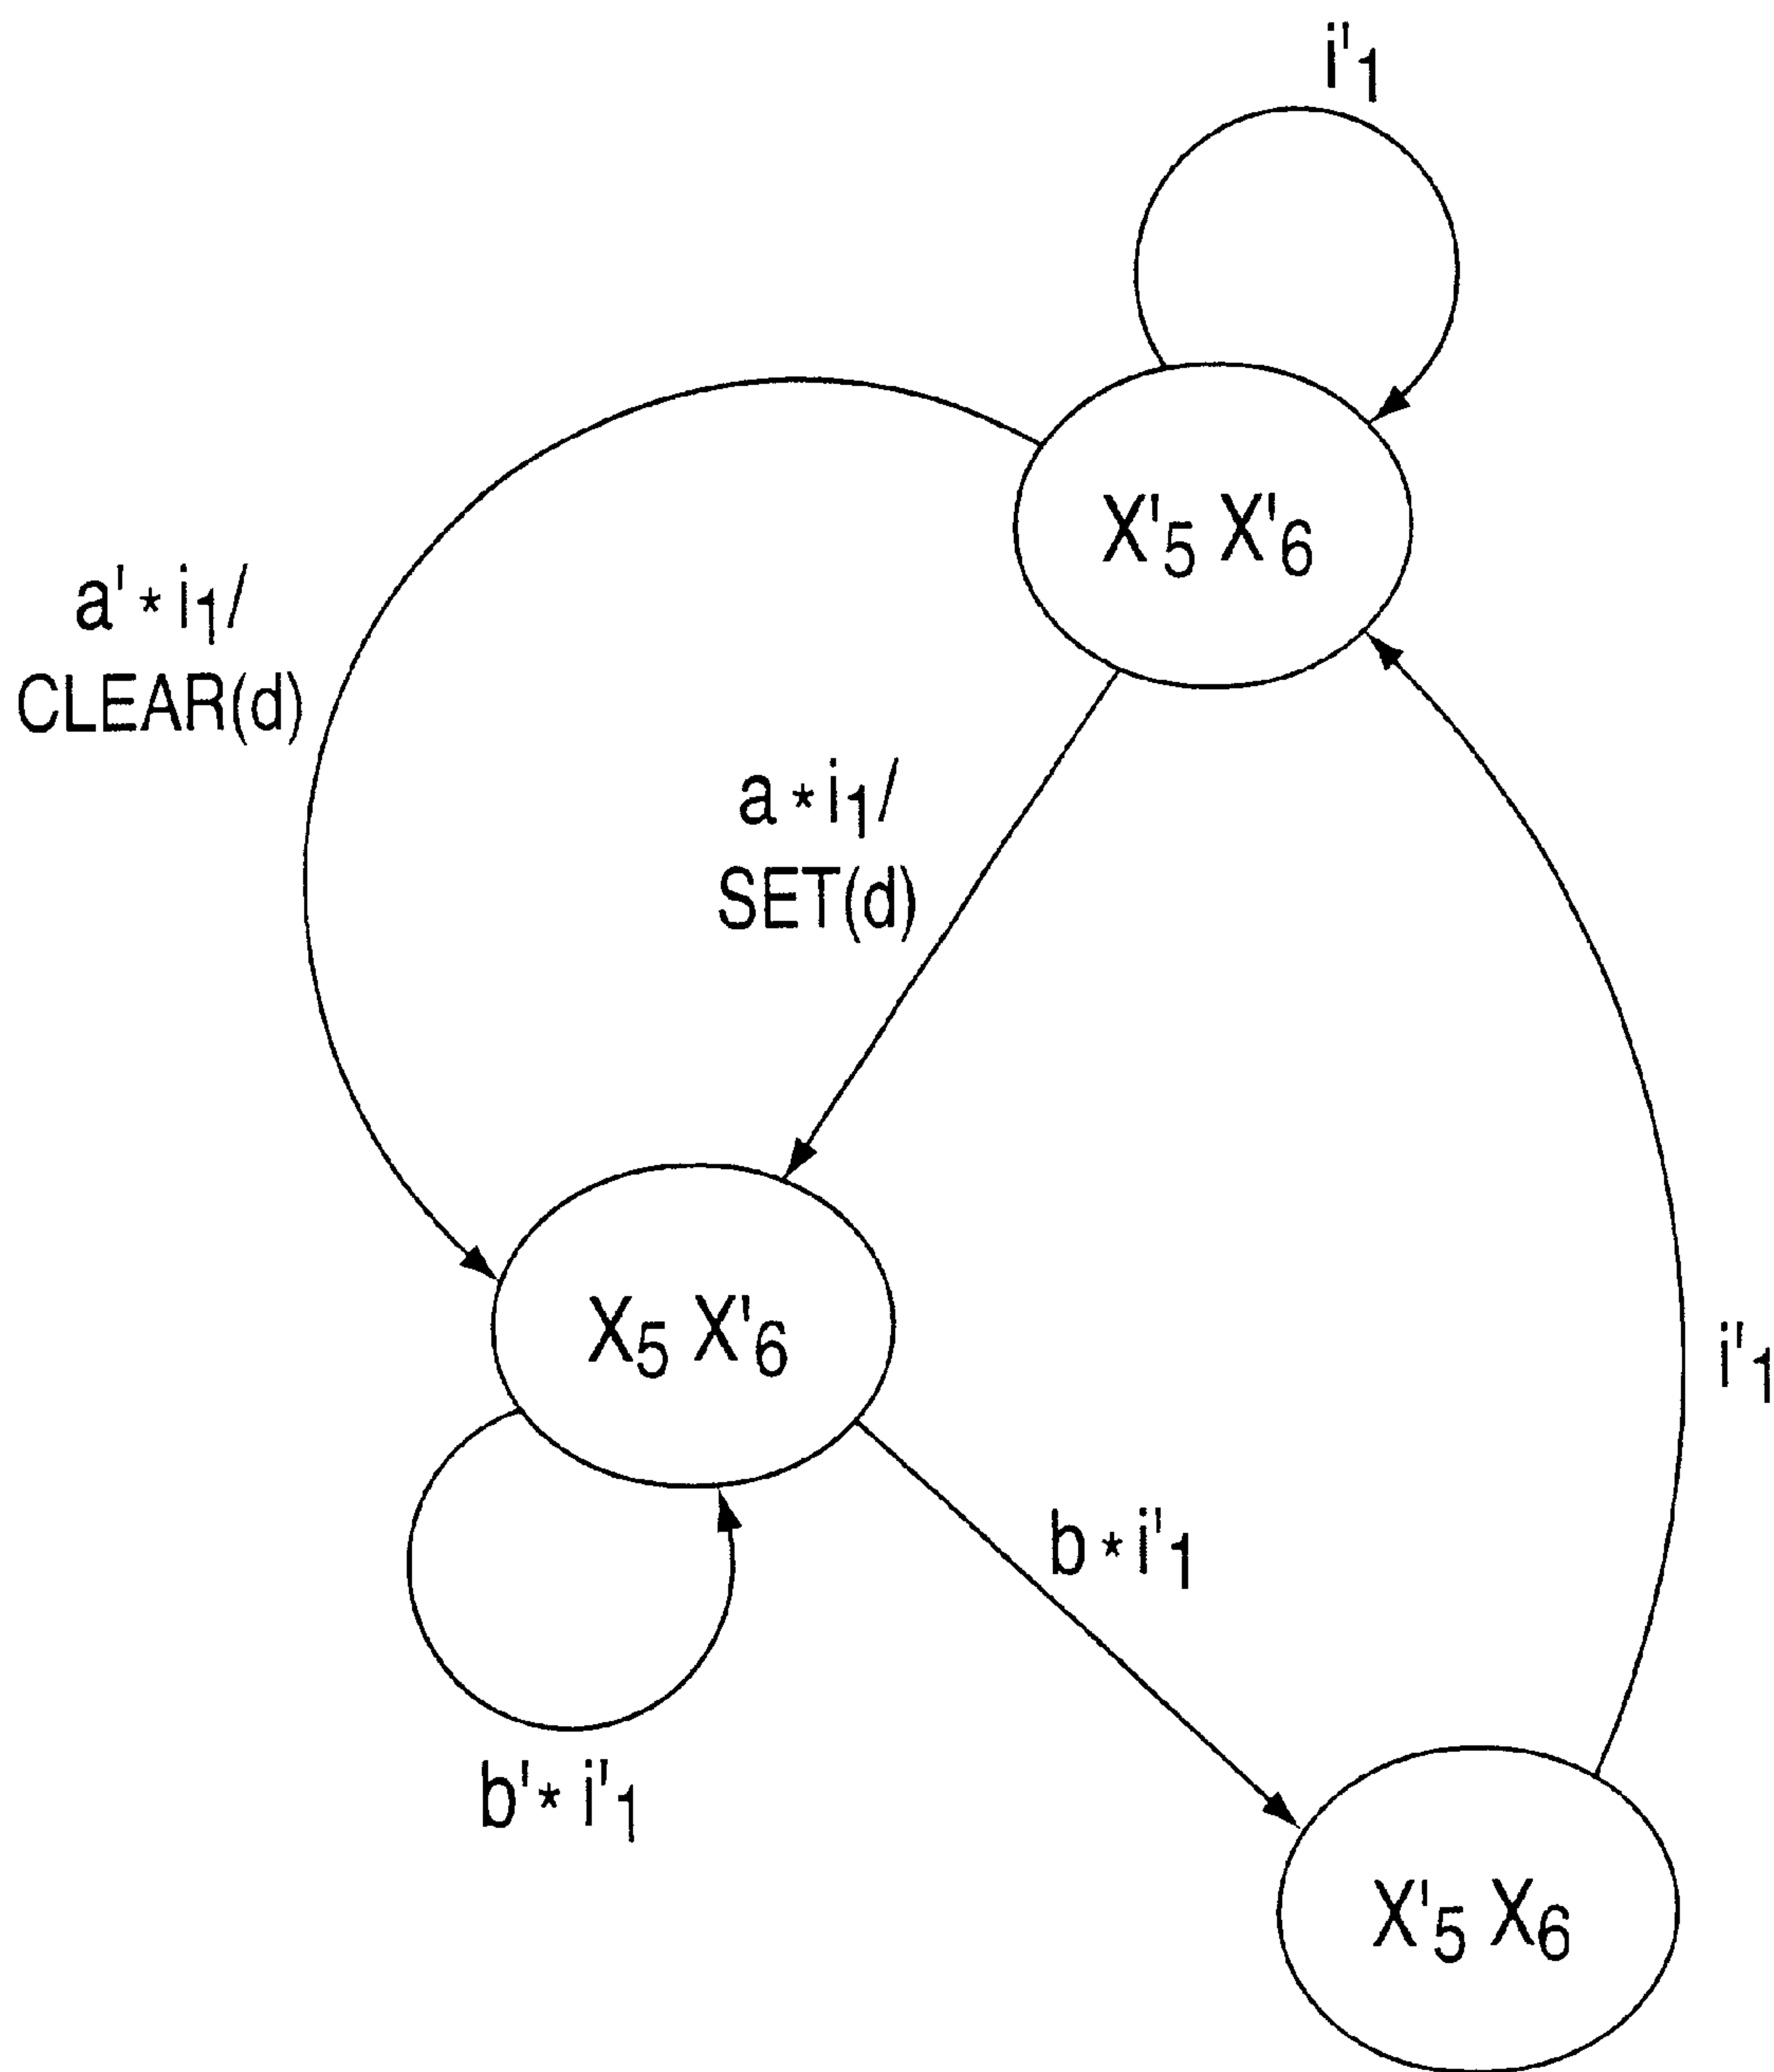 i'₁
X'₅ X'₆
a' * i₁/
CLEAR(d)
a * i₁/
SET(d)
X₅ X'₆
i'₁
b * i'₁
b' * i'₁
X'₅ X₆